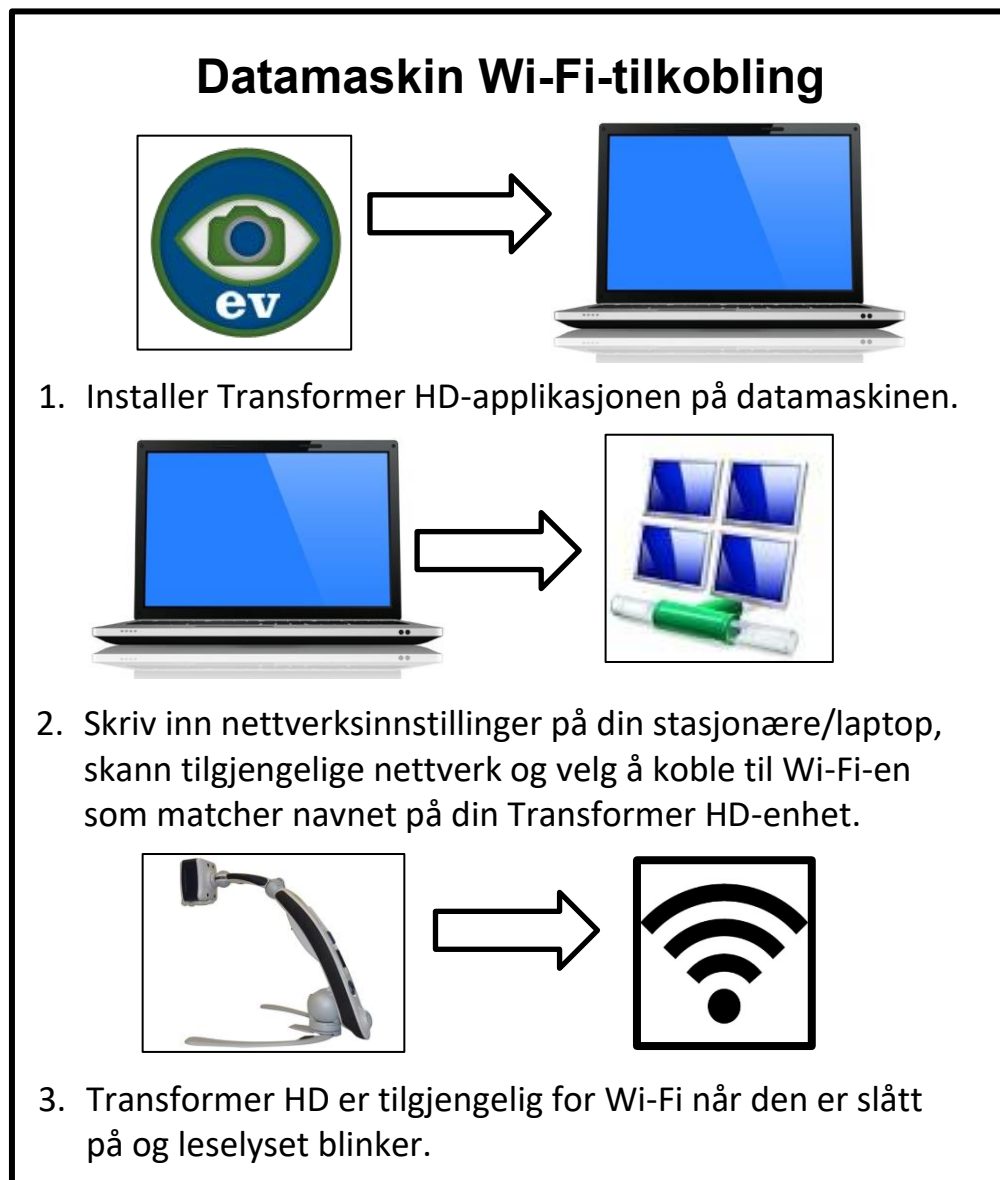 Datamaskin Wi-Fi-tilkobling
ev
1. Installer Transformer HD-applikasjonen på datamaskinen.
2. Skriv inn nettverksinnstillinger på din stasjonære/laptop,
skann tilgjengelige nettverk og velg å koble til Wi-Fi-en
som matcher navnet på din Transformer HD-enhet.
3. Transformer HD er tilgjengelig for Wi-Fi når den er slått
på og leselyset blinker.